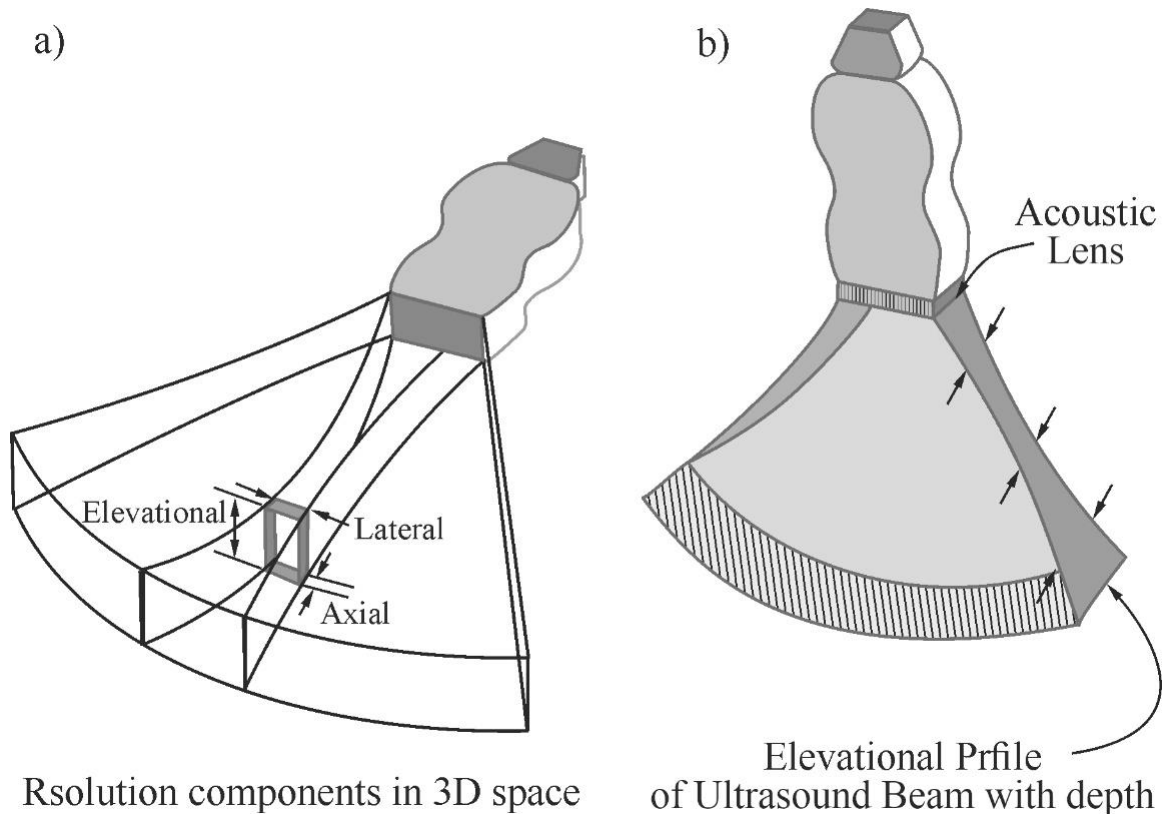 a)
b)
Acoustic
Lens
Elevational
Lateral
Axial
Rsolution components in 3D space
Elevational Prfile
of Ultrasound Beam with depth